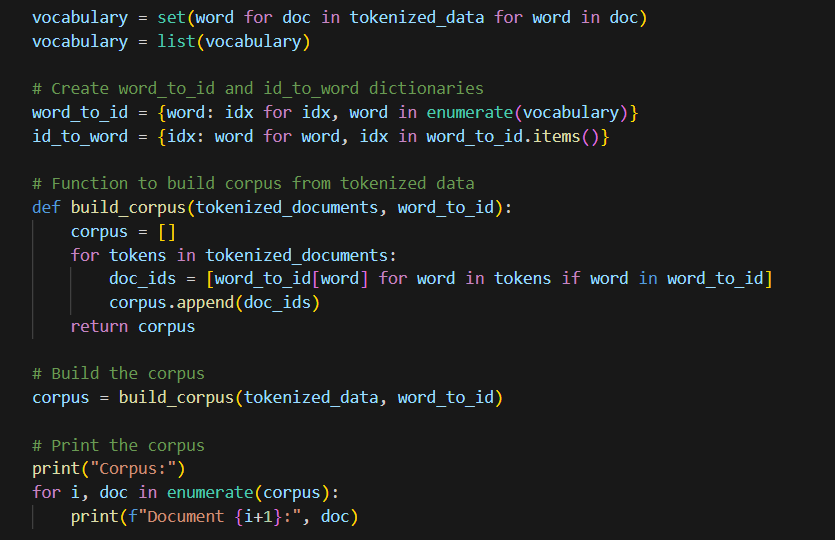 vocabulary = set(word for doc in tokenized_data for word in doc)
vocabulary = list(vocabulary)

# Create word_to_id and id_to_word dictionaries
word_to_id = {word: idx for idx, word in enumerate(vocabulary)}
id_to_word = {idx: word for word, idx in word_to_id.items()}

# Function to build corpus from tokenized data
def build_corpus(tokenized_documents, word_to_id):
    corpus = []
    for tokens in tokenized_documents:
        doc_ids = [word_to_id[word] for word in tokens if word in word_to_id]
        corpus.append(doc_ids)
    return corpus

# Build the corpus
corpus = build_corpus(tokenized_data, word_to_id)

# Print the corpus
print("Corpus:")
for i, doc in enumerate(corpus):
    print(f"Document {i+1}:", doc)